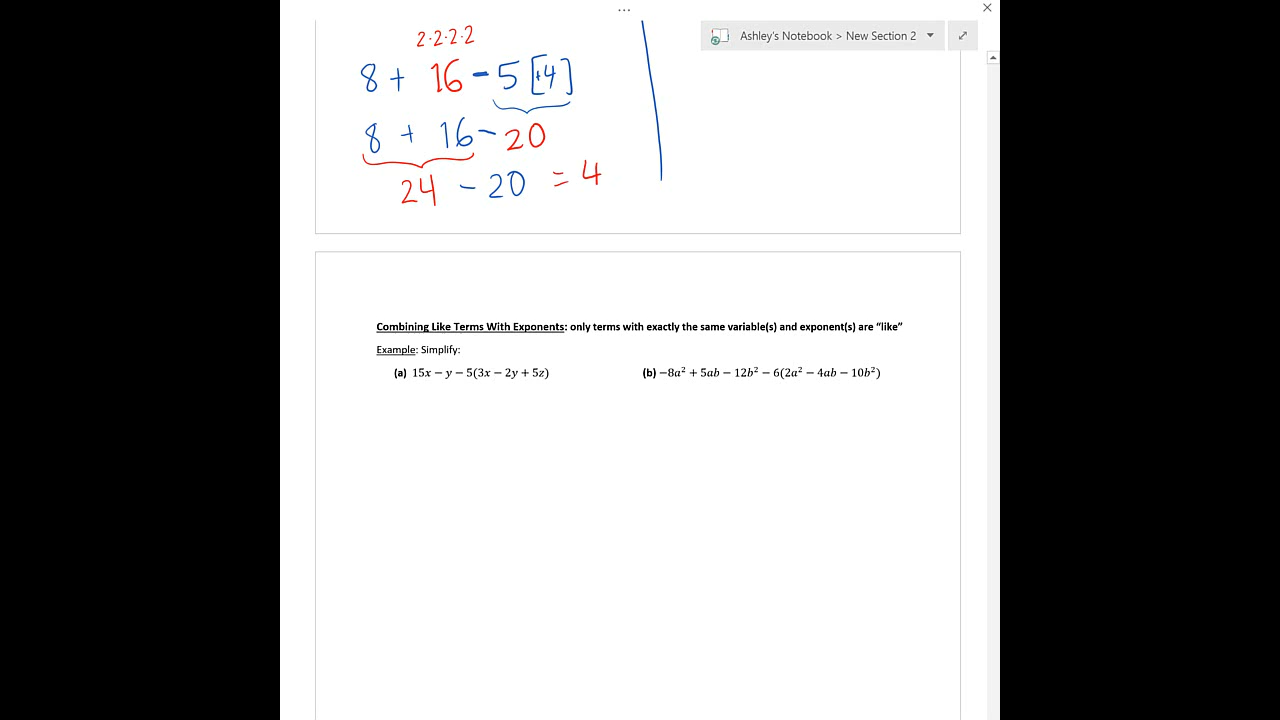 ...
Ashley's Notebook > New Section 2
2·2·2·2
8 + 16 - 5 [+4]
8 + 16 - 20
24 - 20 = 4
Combining Like Terms With Exponents: only terms with exactly the same variable(s) and exponent(s) are “like”
Example: Simplify:
(a) 15x − y − 5(3x − 2y + 5z)
(b) −8a² + 5ab − 12b² − 6(2a² − 4ab − 10b²)